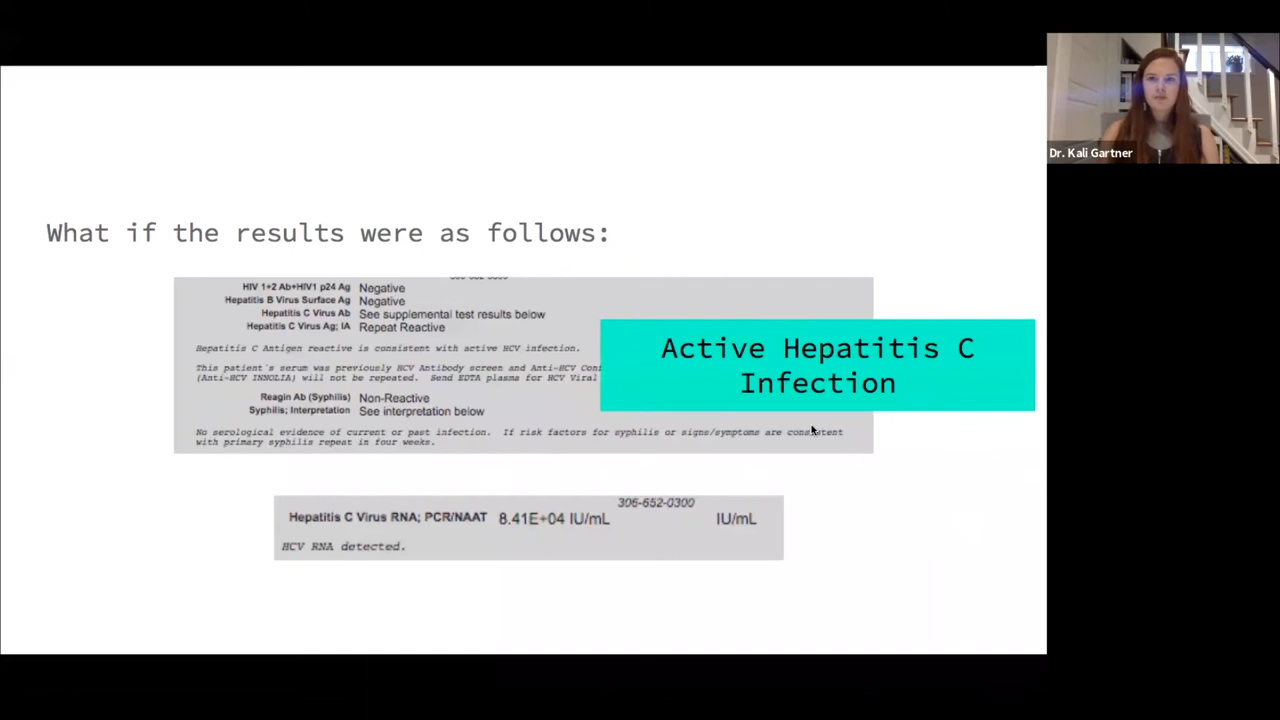 Dr. Kali Gartner
What if the results were as follows:
HIV 1+2 Ab+HIV1 p24 Ag Negative
Hepatitis B Virus Surface Ag Negative
Hepatitis C Virus Ab See supplemental test results below
Hepatitis C Virus Ag; IA Repeat Reactive
Hepatitis C Antigen reactive is consistent with active HCV infection.
This patient's serum was previously HCV Antibody screen and Anti-HCV
(Anti-HCV INNOLIA) will not be repeated. Send EDTA plasma for HCV Viral
Active Hepatitis C
Infection
Reagin Ab (Syphilis) Non-Reactive
Syphilis; Interpretation See interpretation below
No serological evidence of current or past infection. If risk factors for syphilis or signs/symptoms are consistent
with primary syphilis repeat in four weeks.
306-652-0300
Hepatitis C Virus RNA; PCR/NAAT 8.41E+04 IU/mL IU/mL
HCV RNA detected.